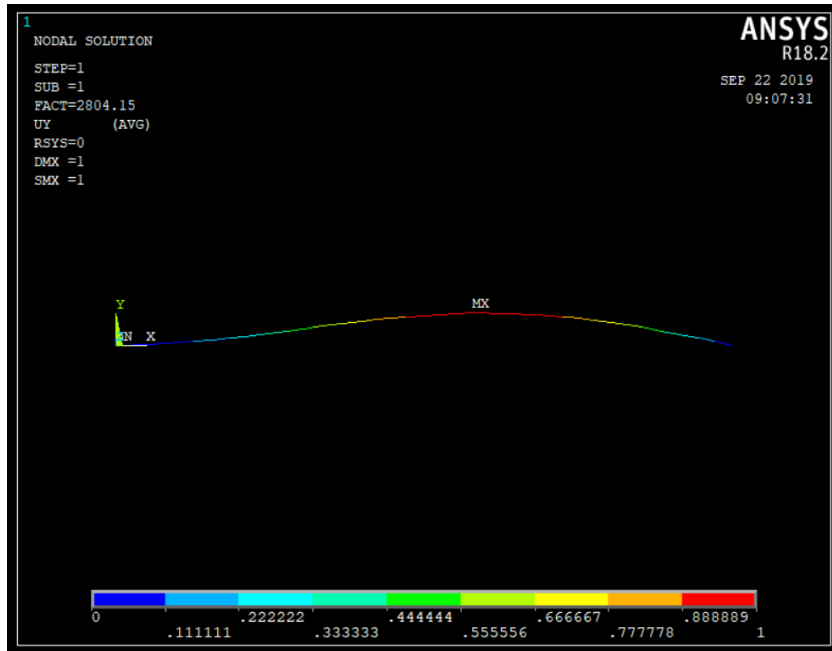 1
NODAL SOLUTION
STEP=1
SUB =1
FACT=2804.15
UY (AVG)
RSYS=0
DMX =1
SMX =1
ANSYS
R18.2
SEP 22 2019
09:07:31
Y
X
MX
0
.111111
.222222
.333333
.444444
.555556
.666667
.777778
.888889
1